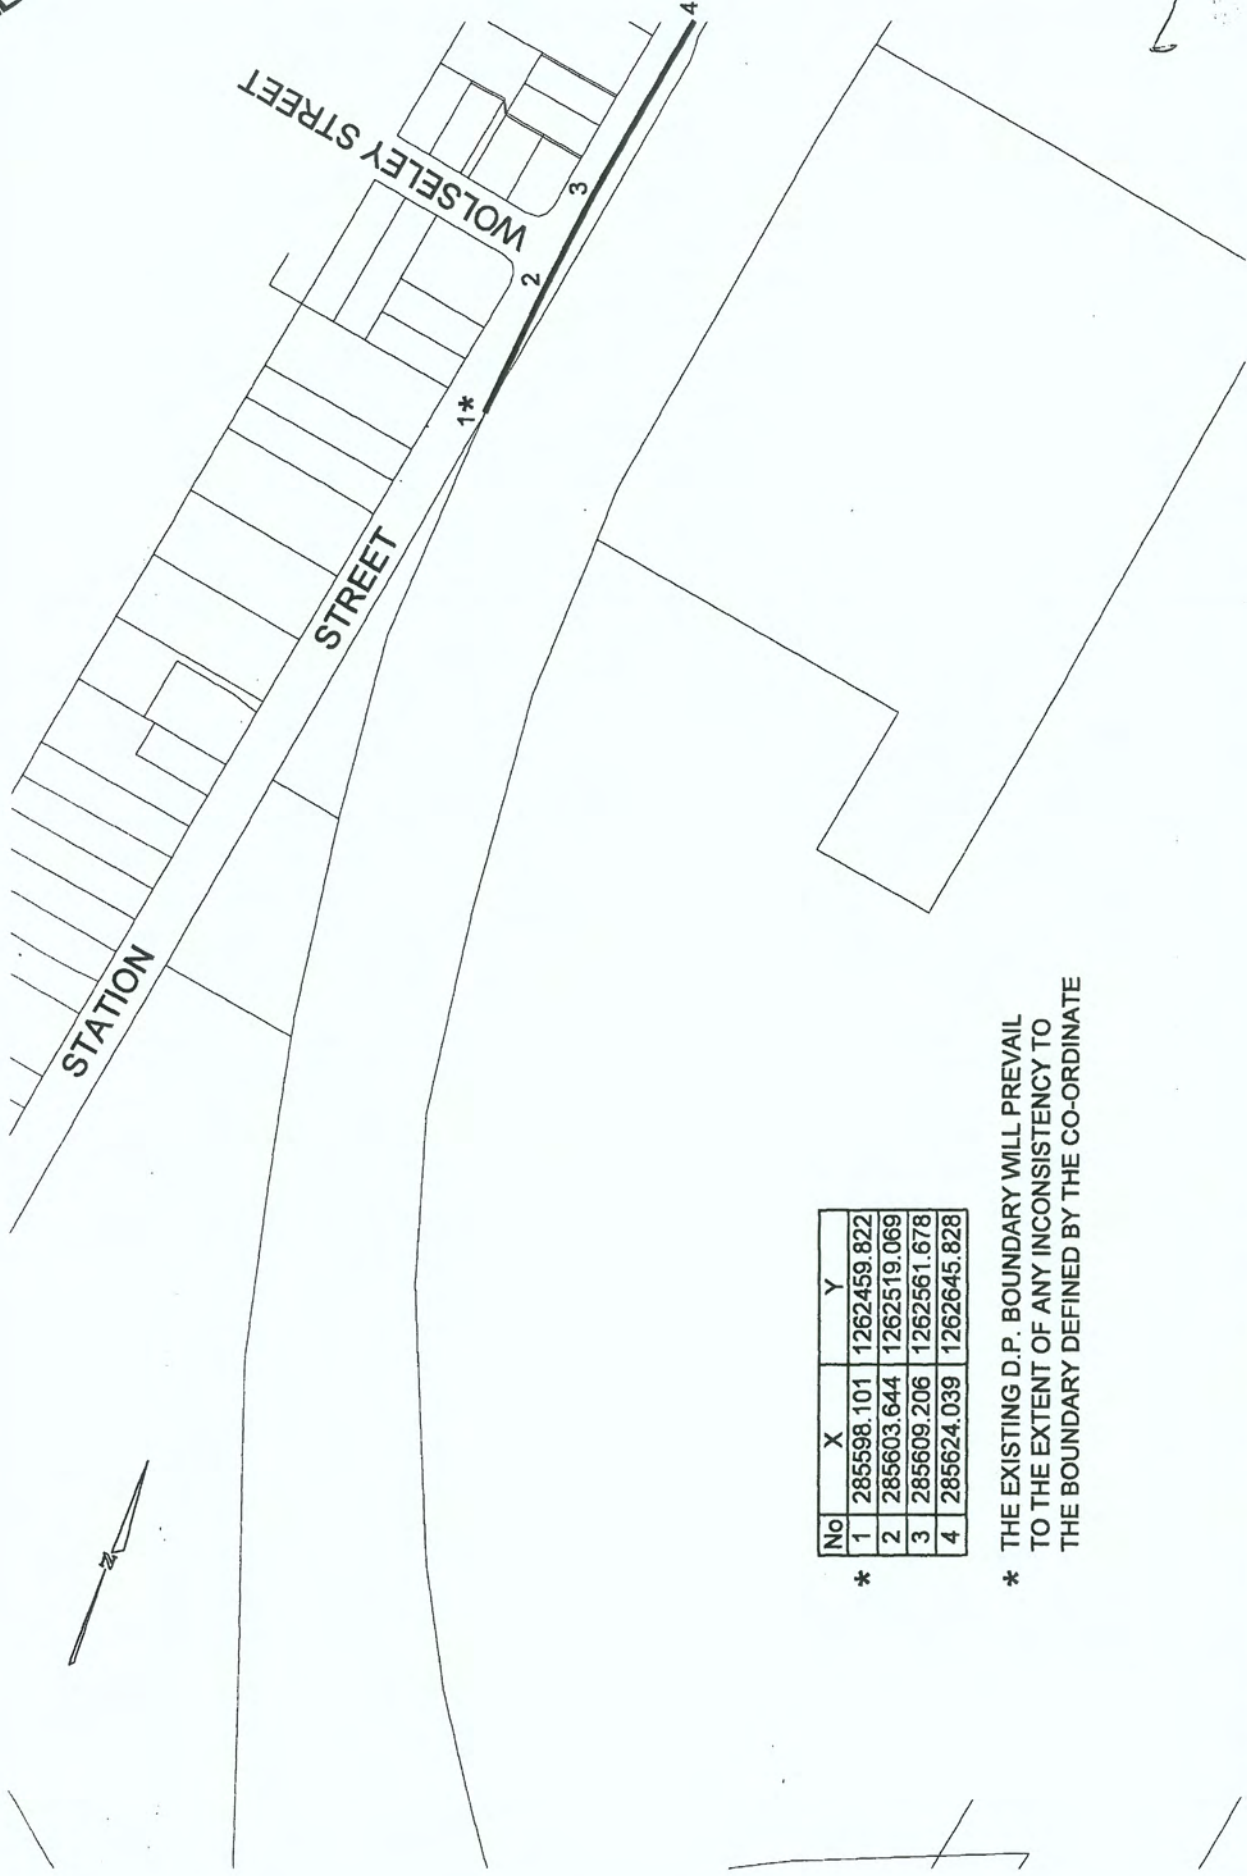 WOLSELEY STREET
STATION STREET
1*
2
3
4
N
No X Y
* 1 285598.101 1262459.822
2 285603.644 1262519.069
3 285609.206 1262561.678
4 285624.039 1262645.828
* THE EXISTING D.P. BOUNDARY WILL PREVAIL
TO THE EXTENT OF ANY INCONSISTENCY TO
THE BOUNDARY DEFINED BY THE CO-ORDINATE